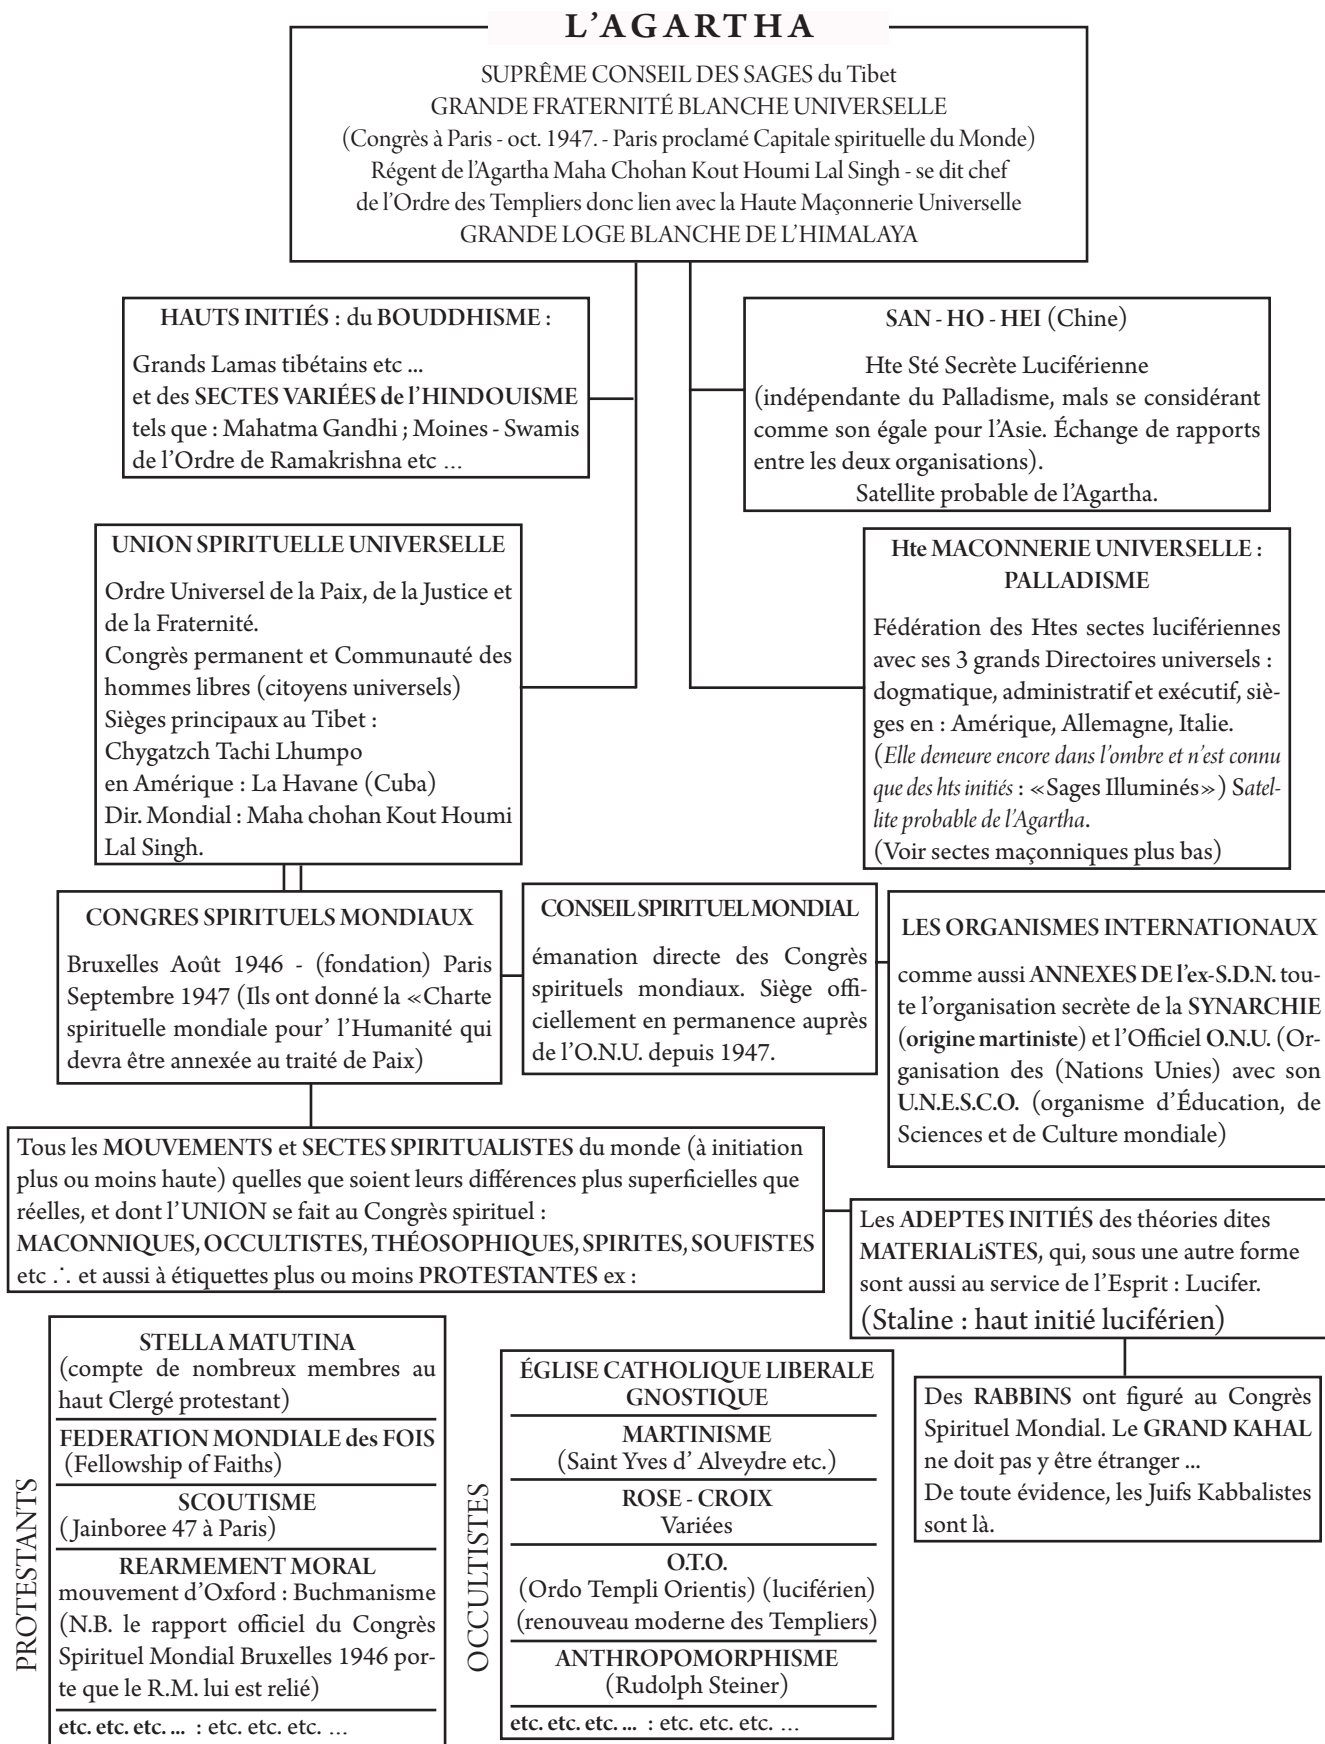 L'AGARTHA
SUPRÊME CONSEIL DES SAGES du Tibet
GRANDE FRATERNITÉ BLANCHE UNIVERSELLE
(Congrès à Paris - oct. 1947. - Paris proclamé Capitale spirituelle du Monde)
Régent de l'Agartha Maha Chohan Kout Houmi Lal Singh - se dit chef
de l'Ordre des Templiers donc lien avec la Haute Maçonnerie Universelle
GRANDE LOGE BLANCHE DE L'HIMALAYA
HAUTS INITIÉS : du BOUDDHISME :
Grands Lamas tibétains etc ...
et des SECTES VARIÉES de l'HINDOUISME
tels que : Mahatma Gandhi ; Moines - Swamis
de l'Ordre de Ramakrishna etc ...
SAN - HO - HEI (Chine)
Hte Sté Secrète Luciférienne
(indépendante du Palladisme, mals se considérant
comme son égale pour l'Asie. Échange de rapports
entre les deux organisations).
Satellite probable de l'Agartha.
UNION SPIRITUELLE UNIVERSELLE
Ordre Universel de la Paix, de la Justice et
de la Fraternité.
Congrès permanent et Communauté des
hommes libres (citoyens universels)
Sièges principaux au Tibet :
Chygatzch Tachi Lhumpo
en Amérique : La Havane (Cuba)
Dir. Mondial : Maha chohan Kout Houmi
Lal Singh.
Hte MACONNERIE UNIVERSELLE :
PALLADISME
Fédération des Htes sectes lucifériennes
avec ses 3 grands Directoires universels :
dogmatique, administratif et exécutif, siè-
ges en : Amérique, Allemagne, Italie.
(Elle demeure encore dans l'ombre et n'est connu
que des hts initiés : «Sages Illuminés») Satel-
lite probable de l'Agartha.
(Voir sectes maçonniques plus bas)
CONGRES SPIRITUELS MONDIAUX
Bruxelles Août 1946 - (fondation) Paris
Septembre 1947 (Ils ont donné la «Charte
spirituelle mondiale pour' l'Humanité qui
devra être annexée au traité de Paix)
CONSEIL SPIRITUEL MONDIAL
émanation directe des Congrès
spirituels mondiaux. Siège offi-
ciellement en permanence auprès
de l'O.N.U. depuis 1947.
LES ORGANISMES INTERNATIONAUX
comme aussi ANNEXES DE l'ex-S.D.N. tou-
te l'organisation secrète de la SYNARCHIE
(origine martiniste) et l'Officiel O.N.U. (Or-
ganisation des (Nations Unies) avec son
U.N.E.S.C.O. (organisme d'Éducation, de
Sciences et de Culture mondiale)
Tous les MOUVEMENTS et SECTES SPIRITUALISTES du monde (à initiation
plus ou moins haute) quelles que soient leurs différences plus superficielles que
réelles, et dont l'UNION se fait au Congrès spirituel :
MACONNIQUES, OCCULTISTES, THÉOSOPHIQUES, SPIRITES, SOUFISTES
etc ∴ et aussi à étiquettes plus ou moins PROTESTANTES ex :
Les ADEPTES INITIÉS des théories dites
MATERIALiSTES, qui, sous une autre forme
sont aussi au service de l'Esprit : Lucifer.
(Staline : haut initié luciférien)
PROTESTANTS
STELLA MATUTINA
(compte de nombreux membres au
haut Clergé protestant)
FEDERATION MONDIALE des FOIS
(Fellowship of Faiths)
SCOUTISME
(Jainboree 47 à Paris)
REARMEMENT MORAL
mouvement d'Oxford : Buchmanisme
(N.B. le rapport officiel du Congrès
Spirituel Mondial Bruxelles 1946 por-
te que le R.M. lui est relié)
etc. etc. etc. ... : etc. etc. etc. ...
OCCULTISTES
ÉGLISE CATHOLIQUE LIBERALE
GNOSTIQUE
MARTINISME
(Saint Yves d' Alveydre etc.)
ROSE - CROIX
Variées
O.T.O.
(Ordo Templi Orientis) (luciférien)
(renouveau moderne des Templiers)
ANTHROPOMORPHISME
(Rudolph Steiner)
etc. etc. etc. ... : etc. etc. etc. ...
Des RABBINS ont figuré au Congrès
Spirituel Mondial. Le GRAND KAHAL
ne doit pas y être étranger ...
De toute évidence, les Juifs Kabbalistes
sont là.